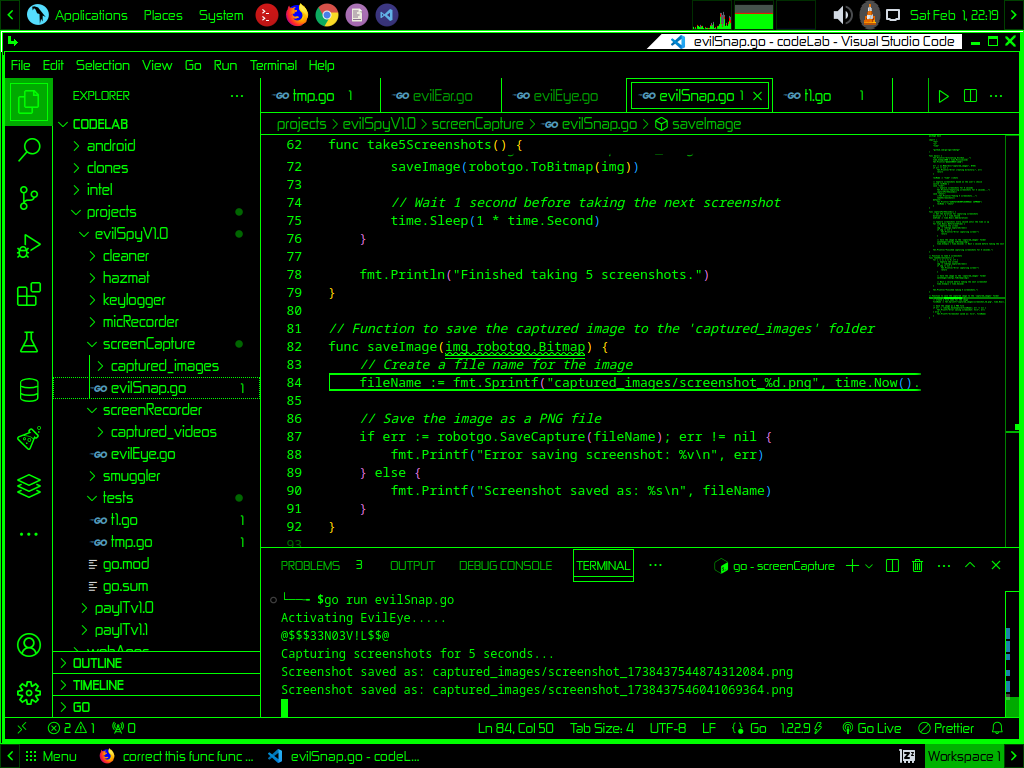 Applications Places System Sat Feb 1, 22:19
evilSnap.go - codeLab - Visual Studio Code
File Edit Selection View Go Run Terminal Help
EXPLORER
CODELAB
android
clones
intel
projects
evilSpyV1.0
cleaner
hazmat
keylogger
micRecorder
screenCapture
captured_images
evilSnap.go 1
screenRecorder
captured_videos
evilEye.go
smuggler
tests
t1.go 1
tmp.go 1
go.mod
go.sum
payITv1.0
payITv1.1
webApps
OUTLINE
TIMELINE
GO
tmp.go 1 evilEar.go evilEye.go evilSnap.go 1 t1.go 1
projects > evilSpyV1.0 > screenCapture > evilSnap.go > saveImage
62 func take5Screenshots() {
72 saveImage(robotgo.ToBitmap(img))
73
74 // Wait 1 second before taking the next screenshot
75 time.Sleep(1 * time.Second)
76 }
77
78 fmt.Println("Finished taking 5 screenshots.")
79 }
80
81 // Function to save the captured image to the 'captured_images' folder
82 func saveImage(img robotgo.Bitmap) {
83 // Create a file name for the image
84 fileName := fmt.Sprintf("captured_images/screenshot_%d.png", time.Now().
85
86 // Save the image as a PNG file
87 if err := robotgo.SaveCapture(fileName); err != nil {
88 fmt.Printf("Error saving screenshot: %v\n", err)
89 } else {
90 fmt.Printf("Screenshot saved as: %s\n", fileName)
91 }
92 }
93
PROBLEMS 3 OUTPUT DEBUG CONSOLE TERMINAL go - screenCapture
$go run evilSnap.go
Activating EvilEye.....
@$$$33N03V!L$$@
Capturing screenshots for 5 seconds...
Screenshot saved as: captured_images/screenshot_1738437544874312084.png
Screenshot saved as: captured_images/screenshot_1738437546041069364.png
2 1 0 Ln 84, Col 50 Tab Size: 4 UTF-8 LF Go 1.22.9 Go Live Prettier
Menu correct this func func ... evilSnap.go - codeL... Workspace 1